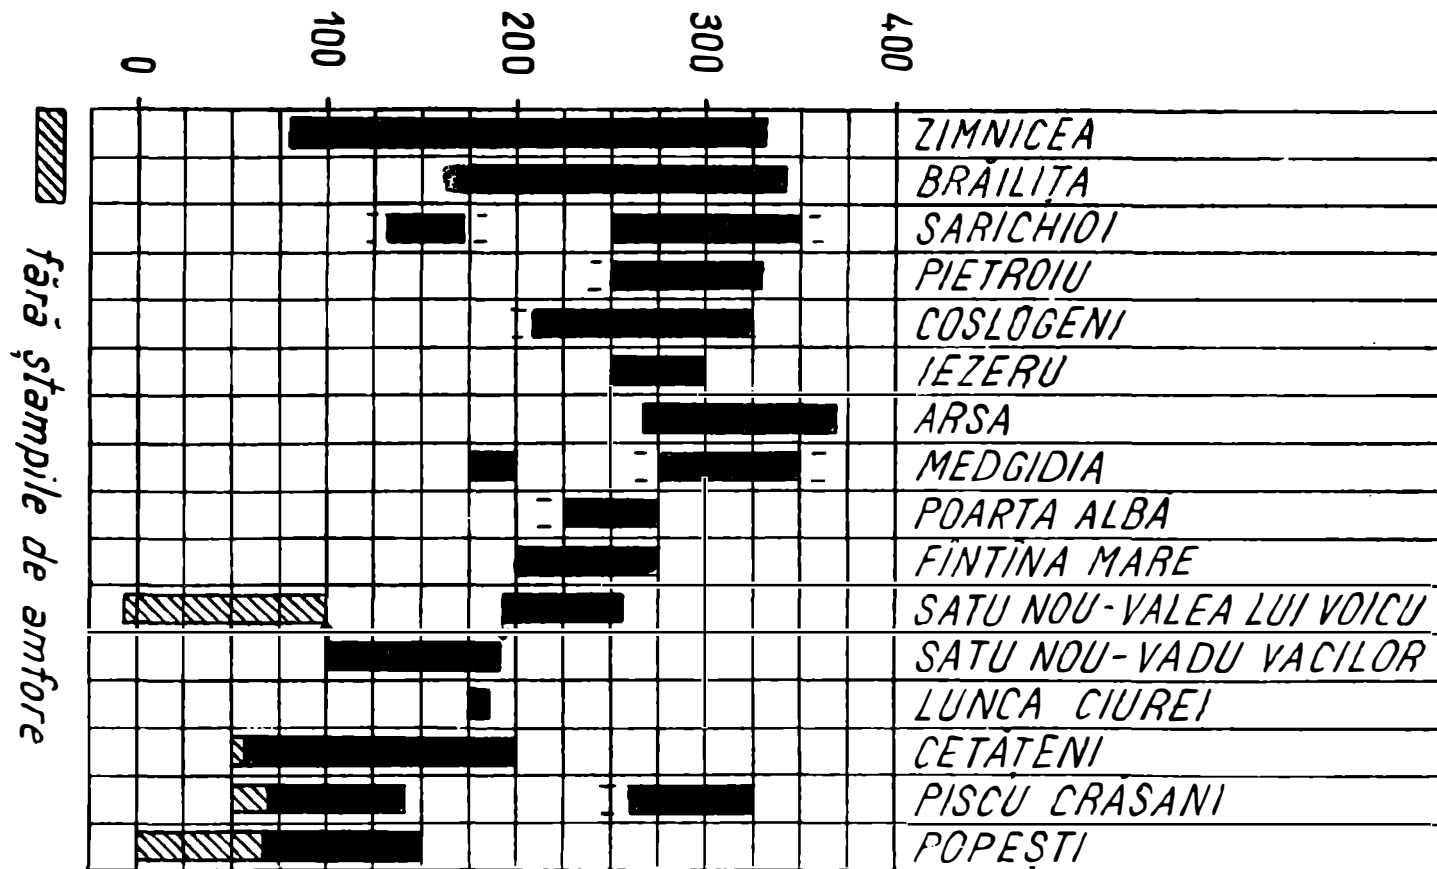 0 100 200 300 400
ZIMNICEA
BRĂILIȚA
SARICHIOI
PIETROIU
COSLOGENI
IEZERU
ARSA
MEDGIDIA
POARTA ALBĂ
FÎNTÎNA MARE
SATU NOU-VALEA LUI VOICU
SATU NOU-VADU VACILOR
LUNCA CIUREI
CETĂȚENI
PISCU CRĂSANI
POPEȘTI
fără ștampile de amfore